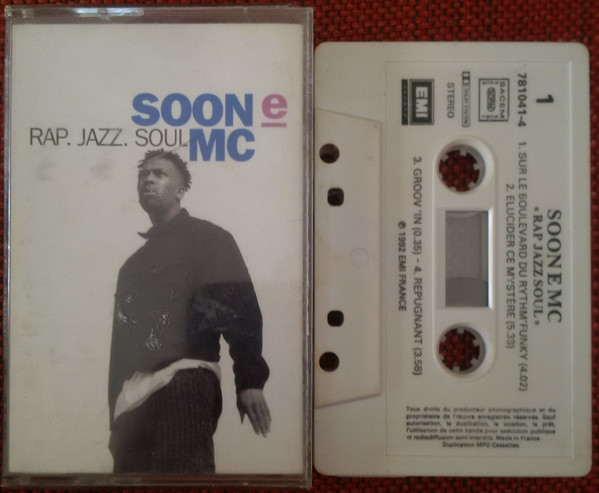 SOON e
RAP. JAZZ. SOUL.
MC
SOON E MC
« RAP JAZZ SOUL »
1
1. SUR LE BOULEVARD DU RYTHM'FUNKY (4.02)
2. ELUCIDER CE MYSTÈRE (5.33)
781041-4
SACEM
STEREO
EMI
3. GROOV 'IN (0.35) – 4. REPUGNANT (3.58)
℗ 1992 EMI FRANCE
Tous droits du producteur phonographique et du
propriétaire de l'œuvre enregistrée réservés. Sauf
autorisation, la duplication, la location, le prêt,
l'utilisation de cette bande pour exécution publique
et radiodiffusion sont interdits. Made in France.
Duplication MPO Cassettes